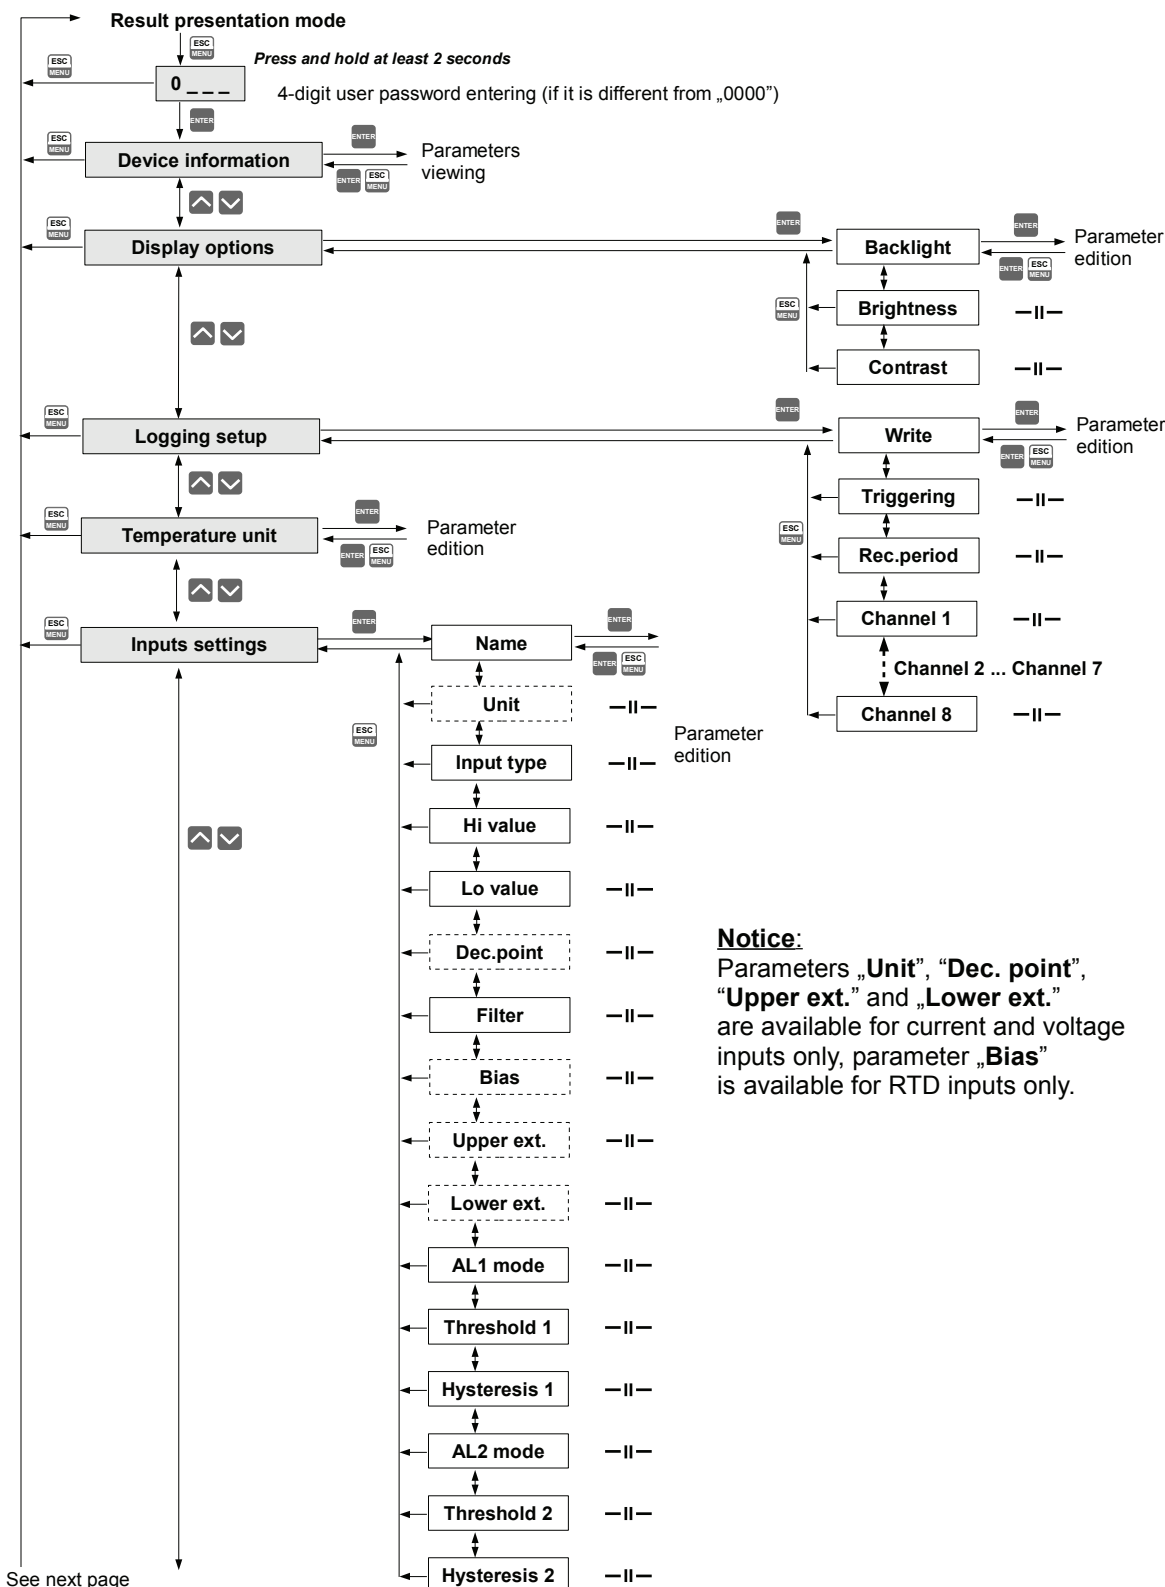 Result presentation mode
ESC
MENU
Press and hold at least 2 seconds
ESC
MENU
0 _ _ _
4-digit user password entering (if it is different from „0000”)
ENTER
ESC
MENU
Device information
ENTER
Parameters
viewing
ENTER
ESC
MENU
ESC
MENU
Display options
ENTER
Backlight
ENTER
Parameter
edition
ENTER
ESC
MENU
ESC
MENU
Brightness
—II—
Contrast
—II—
ESC
MENU
Logging setup
ENTER
Write
ENTER
Parameter
edition
ENTER
ESC
MENU
Triggering
—II—
ESC
MENU
Rec.period
—II—
Channel 1
—II—
Channel 2 ... Channel 7
Channel 8
—II—
ESC
MENU
Temperature unit
ENTER
Parameter
edition
ENTER
ESC
MENU
ESC
MENU
Inputs settings
ENTER
Name
ENTER
ENTER
ESC
MENU
Parameter
edition
ESC
MENU
Unit
—II—
Input type
—II—
Hi value
—II—
Lo value
—II—
Dec.point
—II—
Filter
—II—
Bias
—II—
Upper ext.
—II—
Lower ext.
—II—
AL1 mode
—II—
Threshold 1
—II—
Hysteresis 1
—II—
AL2 mode
—II—
Threshold 2
—II—
Hysteresis 2
—II—
Notice:
Parameters „Unit”, “Dec. point”,
“Upper ext.” and „Lower ext.”
are available for current and voltage
inputs only, parameter „Bias”
is available for RTD inputs only.
See next page